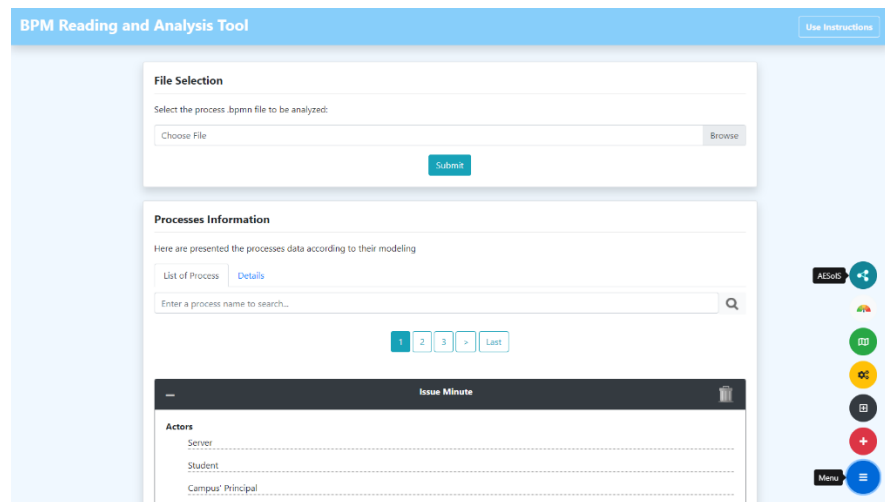 BPM Reading and Analysis Tool
Use Instructions
File Selection
Select the process .bpmn file to be analyzed:
Choose File
Browse
Submit
Processes Information
Here are presented the processes data according to their modeling
List of Process
Details
Enter a process name to search...
1 2 3 > Last
Issue Minute
Actors
Server
Student
Campus' Principal
AESoIS
Menu